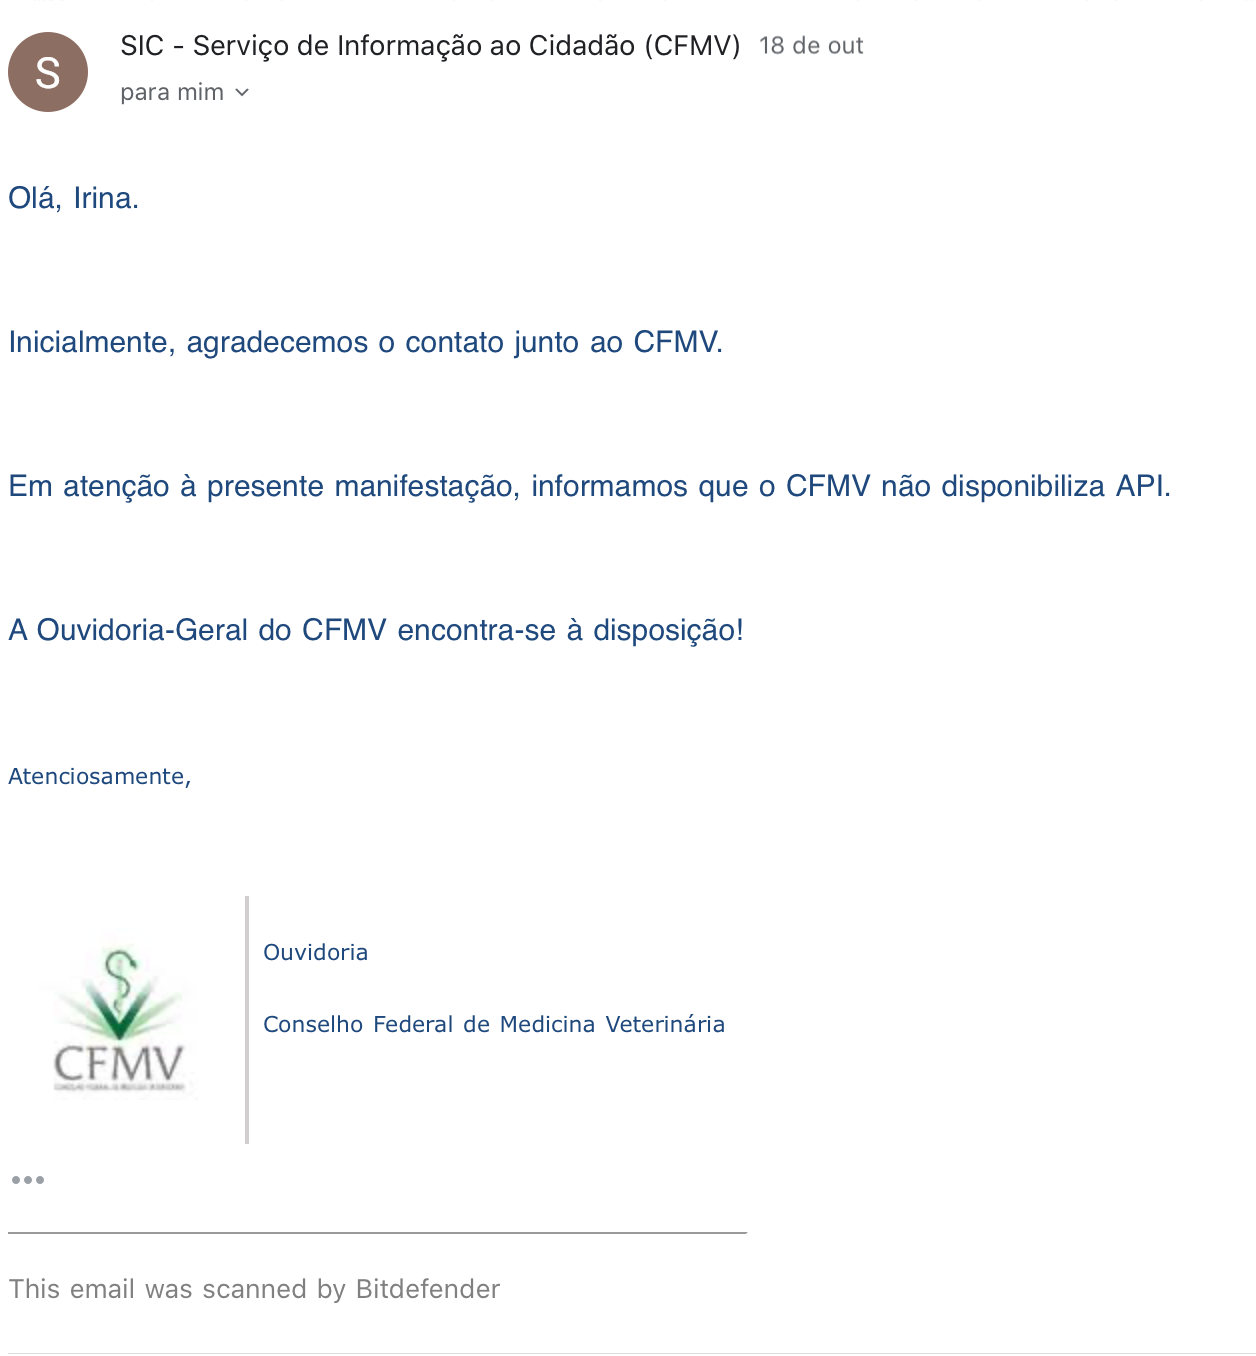 S
SIC - Serviço de Informação ao Cidadão (CFMV) 18 de out
para mim
Olá, Irina.
Inicialmente, agradecemos o contato junto ao CFMV.
Em atenção à presente manifestação, informamos que o CFMV não disponibiliza API.
A Ouvidoria-Geral do CFMV encontra-se à disposição!
Atenciosamente,
Ouvidoria
Conselho Federal de Medicina Veterinária
CFMV
This email was scanned by Bitdefender